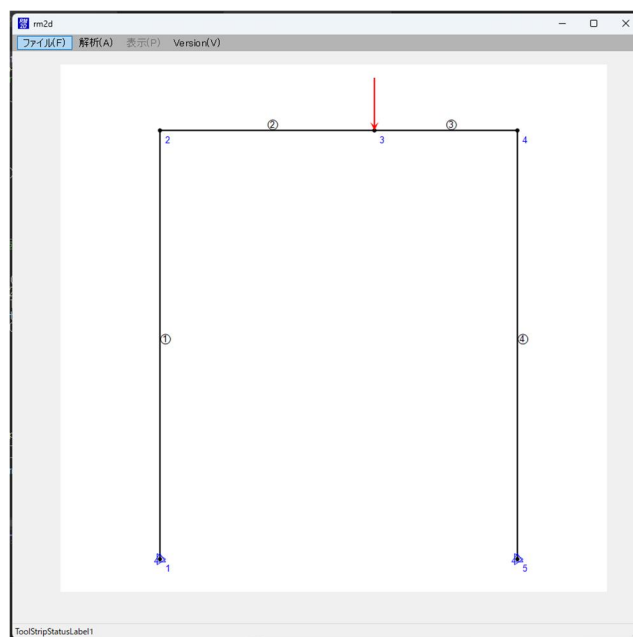 rm2d
ファイル(F) 解析(A) 表示(P) Version(V)
② ③
2 3 4
① ④
1 5
ToolStripStatusLabel1